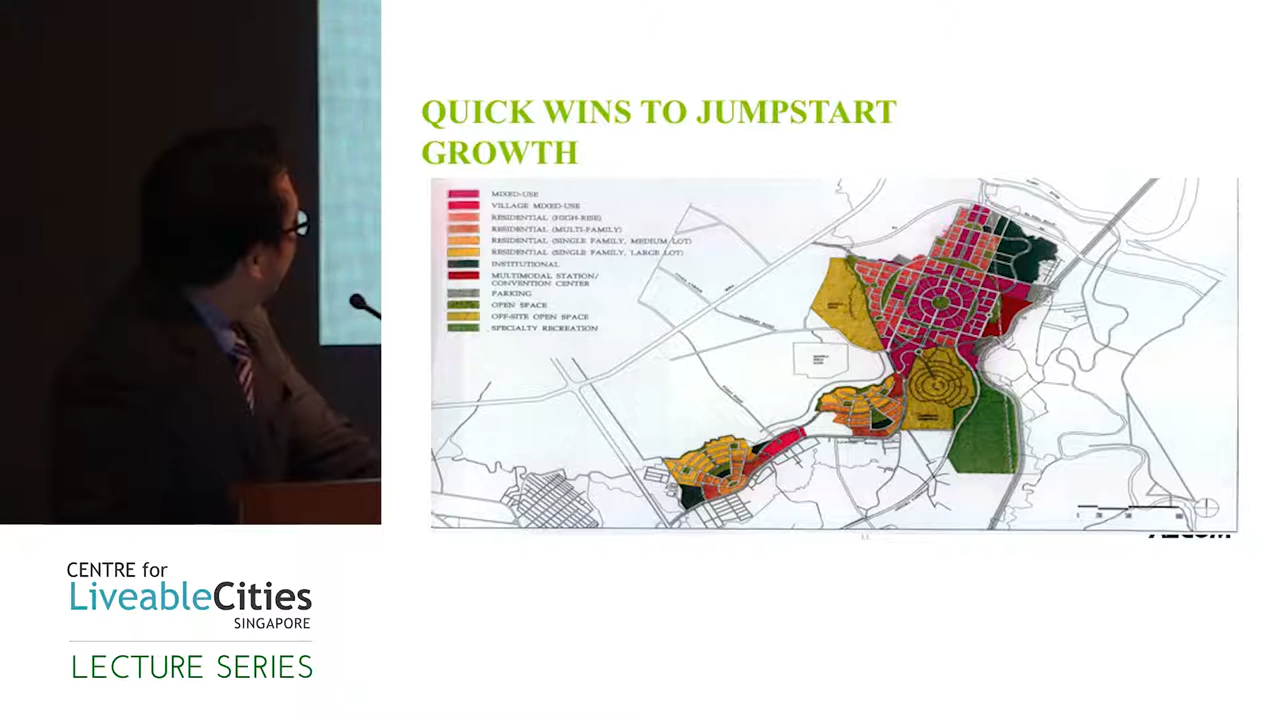 QUICK WINS TO JUMPSTART
GROWTH
MIXED-USE
VILLAGE MIXED-USE
RESIDENTIAL (HIGH-RISE)
RESIDENTIAL (MULTI-FAMILY)
RESIDENTIAL (SINGLE FAMILY, MEDIUM LOT)
RESIDENTIAL (SINGLE FAMILY, LARGE LOT)
INSTITUTIONAL
MULTIMODAL STATION/
CONVENTION CENTER
PARKING
OPEN SPACE
OFF-SITE OPEN SPACE
SPECIALTY RECREATION
CENTRE for
LiveableCities
SINGAPORE
LECTURE SERIES